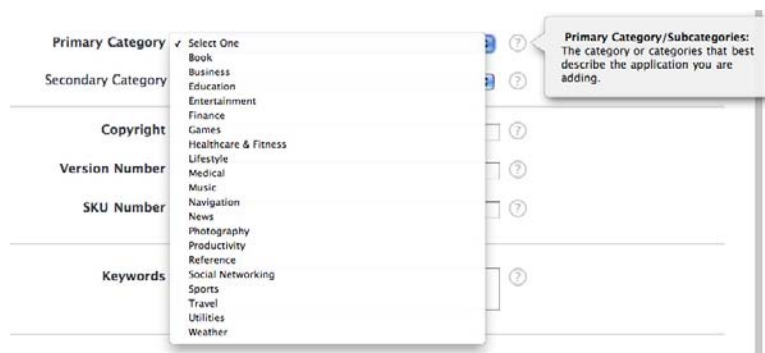 Primary Category
✓ Select One
Book
Business
Education
Entertainment
Finance
Games
Healthcare & Fitness
Lifestyle
Medical
Music
Navigation
News
Photography
Productivity
Reference
Social Networking
Sports
Travel
Utilities
Weather
?
Primary Category/Subcategories:
The category or categories that best
describe the application you are
adding.
Secondary Category
?
Copyright
?
Version Number
?
SKU Number
?
Keywords
?